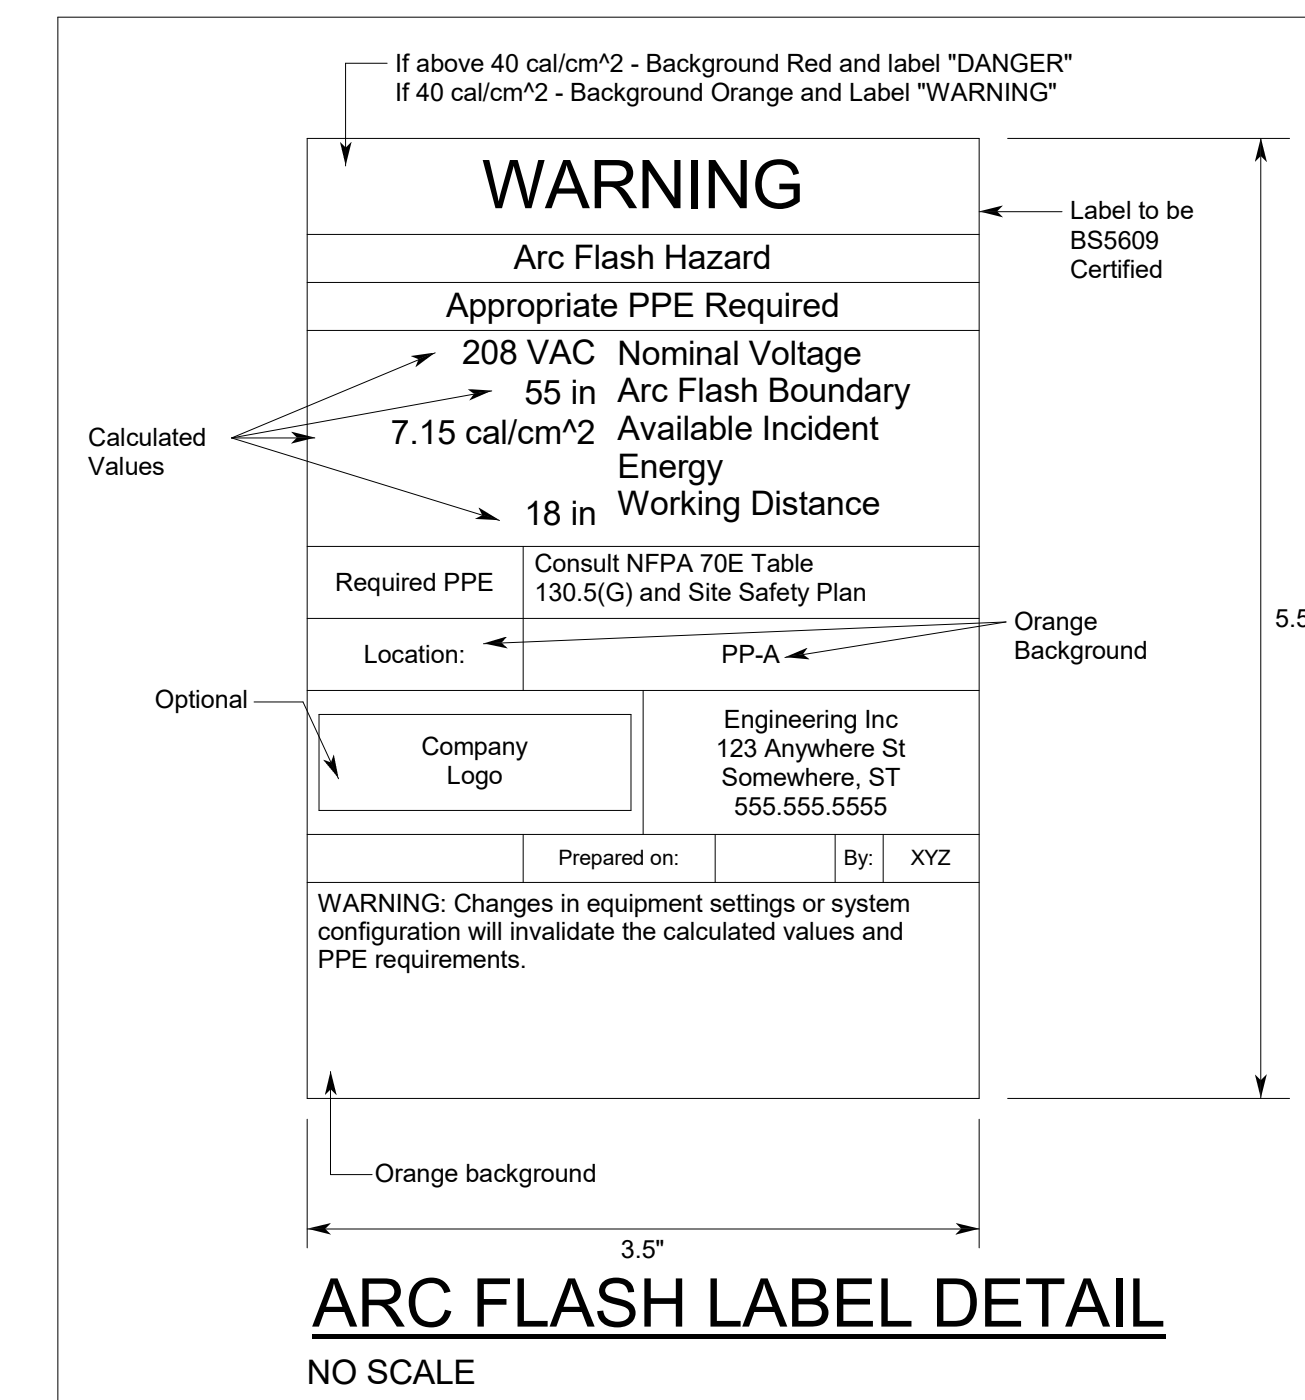 If above 40 cal/cm^2 - Background Red and label "DANGER"
If 40 cal/cm^2 - Background Orange and Label "WARNING"
WARNING
Label to be
BS5609
Certified
Arc Flash Hazard
Appropriate PPE Required
208 VAC Nominal Voltage
55 in Arc Flash Boundary
7.15 cal/cm^2 Available Incident
Energy
18 in Working Distance
Calculated
Values
Required PPE
Consult NFPA 70E Table
130.5(G) and Site Safety Plan
Location:
PP-A
Orange
Background
5.5
Optional
Company
Logo
Engineering Inc
123 Anywhere St
Somewhere, ST
555.555.5555
Prepared on:
By:
XYZ
WARNING: Changes in equipment settings or system
configuration will invalidate the calculated values and
PPE requirements.
Orange background
3.5"
ARC FLASH LABEL DETAIL
NO SCALE